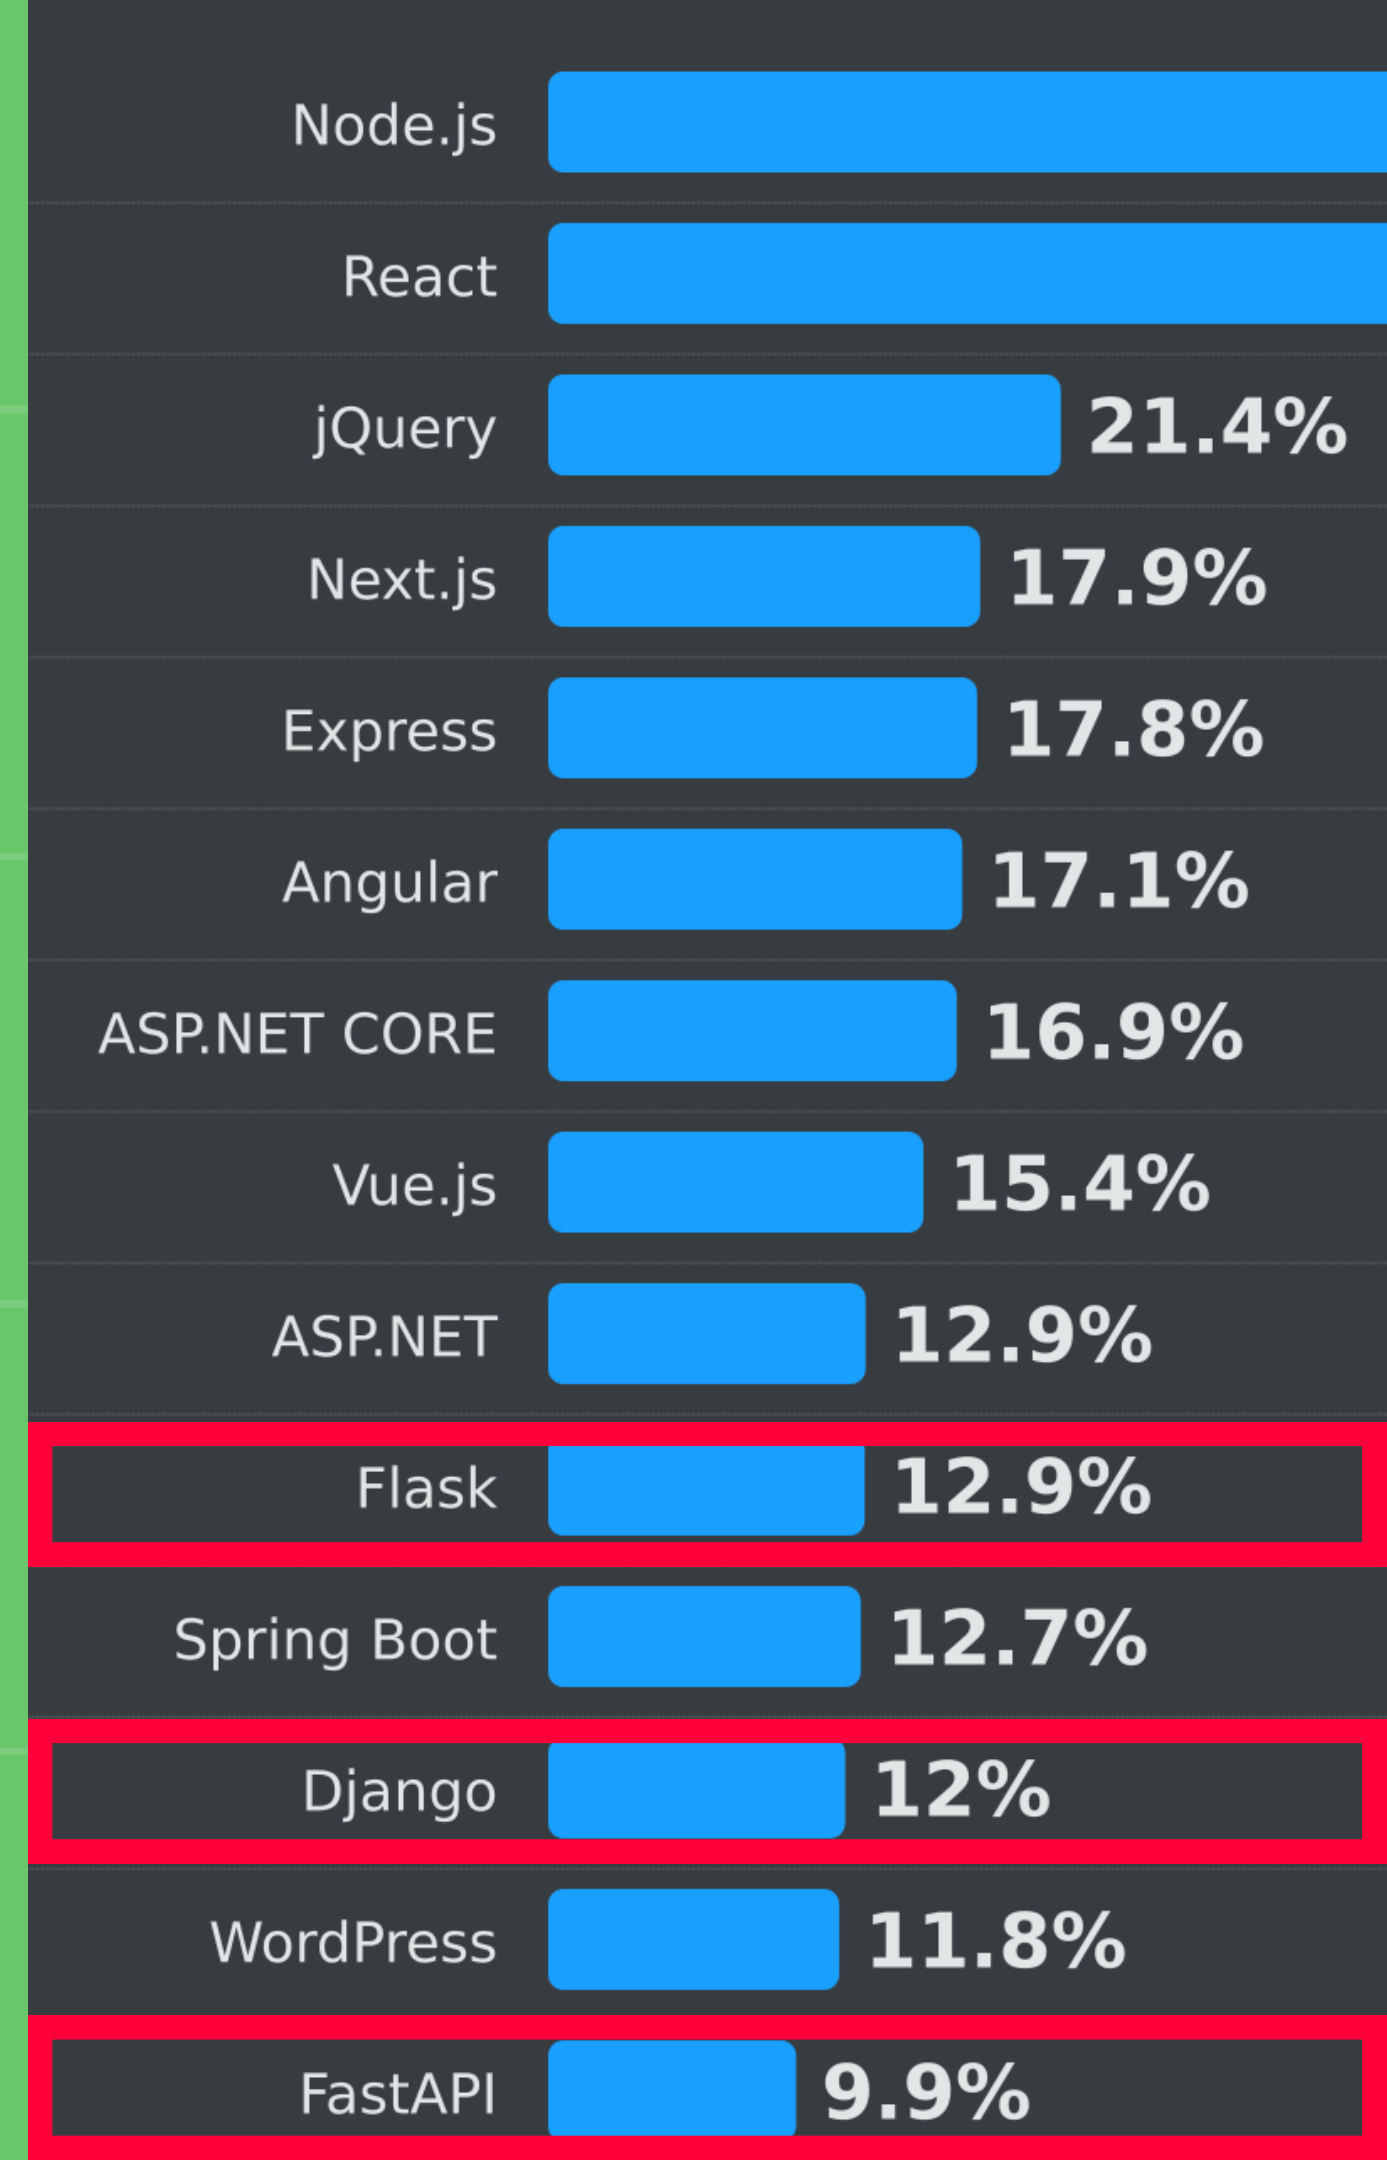 Node.js
React
jQuery 21.4%
Next.js 17.9%
Express 17.8%
Angular 17.1%
ASP.NET CORE 16.9%
Vue.js 15.4%
ASP.NET 12.9%
Flask 12.9%
Spring Boot 12.7%
Django 12%
WordPress 11.8%
FastAPI 9.9%